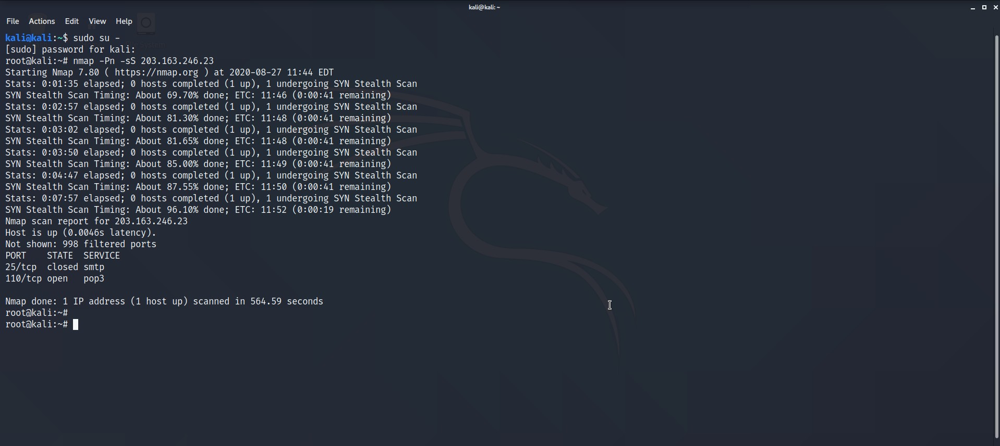 kali@kali: ~
File Actions Edit View Help
kali@kali:~$ sudo su -
[sudo] password for kali:
root@kali:~# nmap -Pn -sS 203.163.246.23
Starting Nmap 7.80 ( https://nmap.org ) at 2020-08-27 11:44 EDT
Stats: 0:01:35 elapsed; 0 hosts completed (1 up), 1 undergoing SYN Stealth Scan
SYN Stealth Scan Timing: About 69.70% done; ETC: 11:46 (0:00:41 remaining)
Stats: 0:02:57 elapsed; 0 hosts completed (1 up), 1 undergoing SYN Stealth Scan
SYN Stealth Scan Timing: About 81.30% done; ETC: 11:48 (0:00:41 remaining)
Stats: 0:03:02 elapsed; 0 hosts completed (1 up), 1 undergoing SYN Stealth Scan
SYN Stealth Scan Timing: About 81.65% done; ETC: 11:48 (0:00:41 remaining)
Stats: 0:03:50 elapsed; 0 hosts completed (1 up), 1 undergoing SYN Stealth Scan
SYN Stealth Scan Timing: About 85.00% done; ETC: 11:49 (0:00:41 remaining)
Stats: 0:04:47 elapsed; 0 hosts completed (1 up), 1 undergoing SYN Stealth Scan
SYN Stealth Scan Timing: About 87.55% done; ETC: 11:50 (0:00:41 remaining)
Stats: 0:07:57 elapsed; 0 hosts completed (1 up), 1 undergoing SYN Stealth Scan
SYN Stealth Scan Timing: About 96.10% done; ETC: 11:52 (0:00:19 remaining)
Nmap scan report for 203.163.246.23
Host is up (0.0046s latency).
Not shown: 998 filtered ports
PORT    STATE  SERVICE
25/tcp  closed smtp
110/tcp open   pop3
Nmap done: 1 IP address (1 host up) scanned in 564.59 seconds
root@kali:~#
root@kali:~#